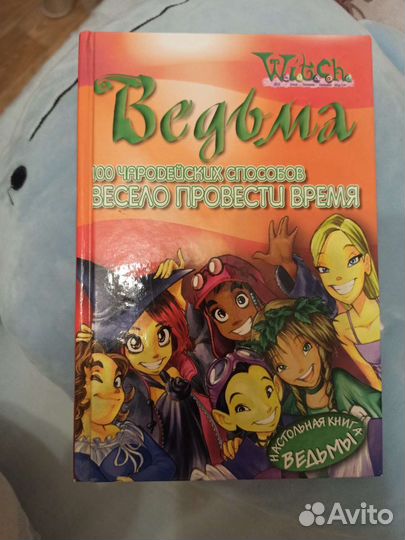 W.i.t.c.h.
Ведьма
100 ЧАРОДЕЙСКИХ СПОСОБОВ
ВЕСЕЛО ПРОВЕСТИ ВРЕМЯ
НАСТОЛЬНАЯ КНИГА
ВЕДЬМЫ
Avito